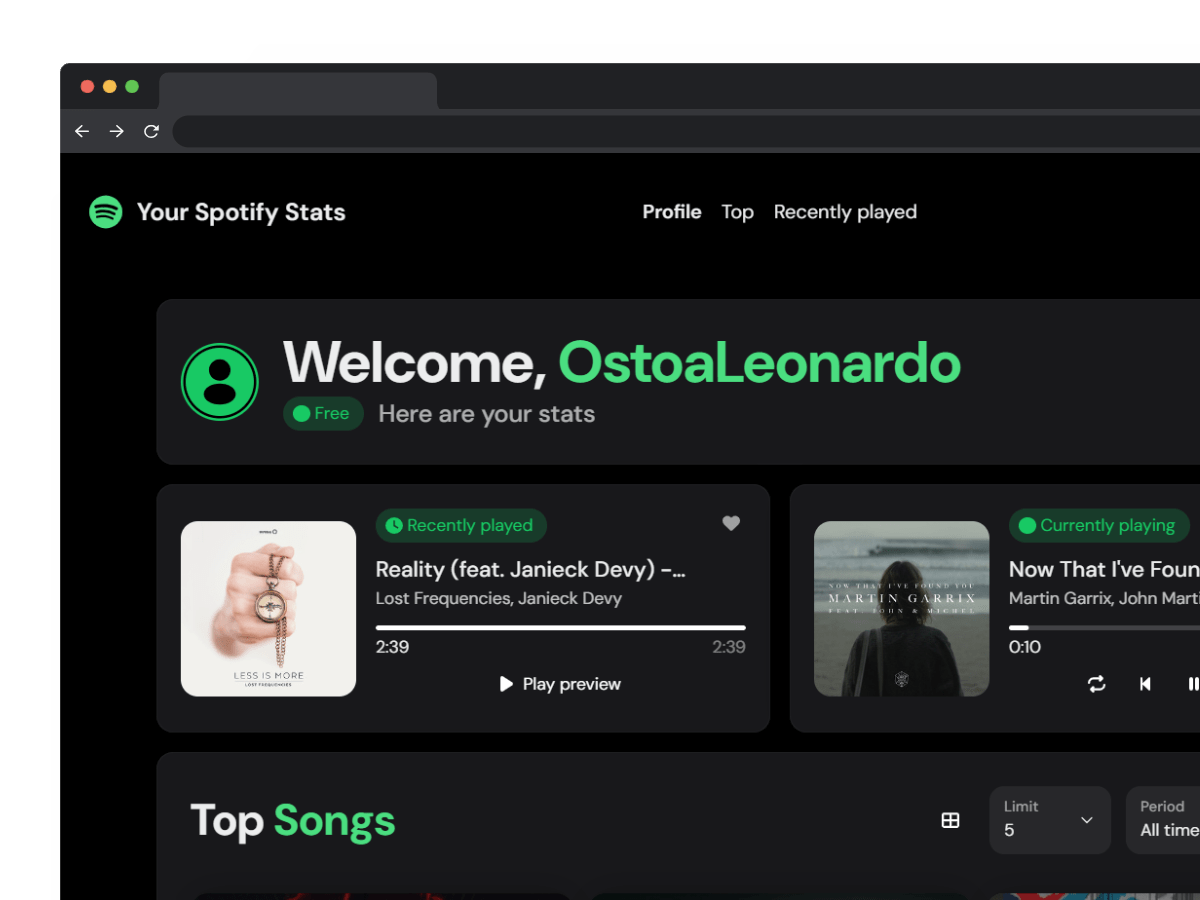 Your Spotify Stats
Profile Top Recently played
Welcome, OstoaLeonardo
Free Here are your stats
Recently played
Reality (feat. Janieck Devy) –...
Lost Frequencies, Janieck Devy
2:39 2:39
Play preview
LESS IS MORE
LOST FREQUENCIES
Currently playing
Now That I've Foun
Martin Garrix, John Marti
0:10
NOW THAT I'VE FOUND YOU
MARTIN GARRIX
FEAT. JOHN & MICHEL
Top Songs
Limit
5
Period
All time